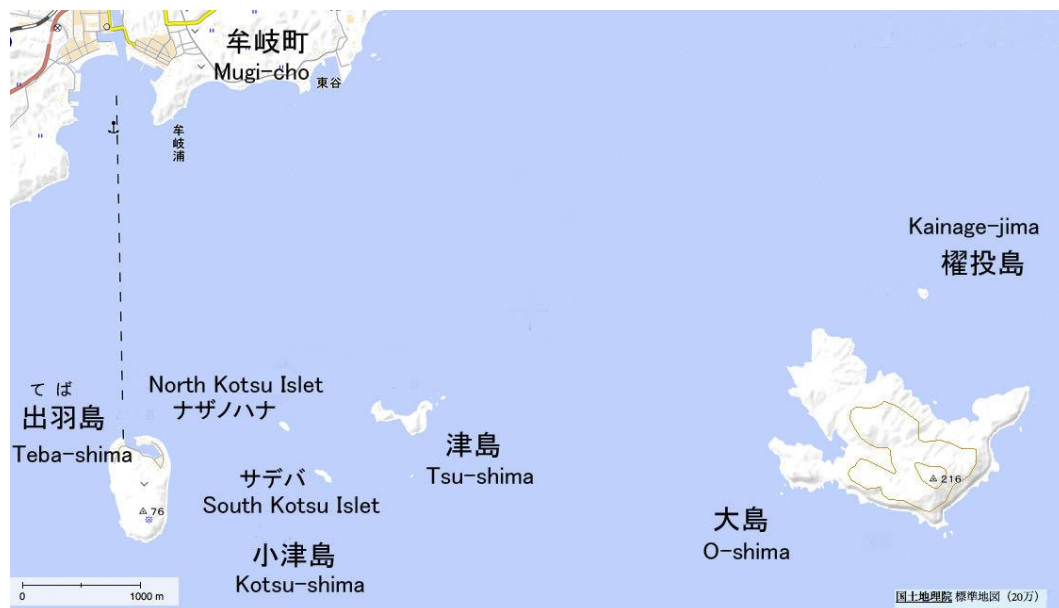 牟岐町
Mugi-cho
東谷
牟岐浦
Kainage-jima
櫂投島
North Kotsu Islet
ナザノハナ
てば
出羽島
Teba-shima
津島
Tsu-shima
サデバ
South Kotsu Islet
76
216
大島
O-shima
小津島
Kotsu-shima
0
1000 m
国土地理院 標準地図（20万）